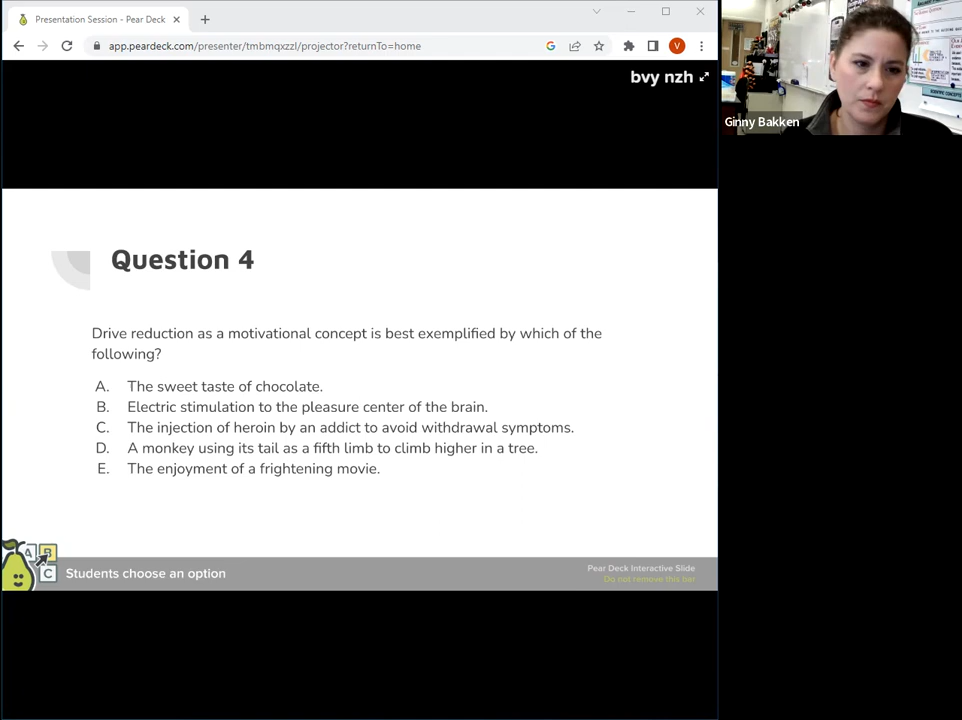 Presentation Session - Pear Deck
app.peardeck.com/presenter/tmbmqxzzl/projector?returnTo=home
V
bvy nzh
Ginny Bakken
Question 4
Drive reduction as a motivational concept is best exemplified by which of the
following?
A. The sweet taste of chocolate.
B. Electric stimulation to the pleasure center of the brain.
C. The injection of heroin by an addict to avoid withdrawal symptoms.
D. A monkey using its tail as a fifth limb to climb higher in a tree.
E. The enjoyment of a frightening movie.
A B
C
Students choose an option
Pear Deck Interactive Slide
Do not remove this bar